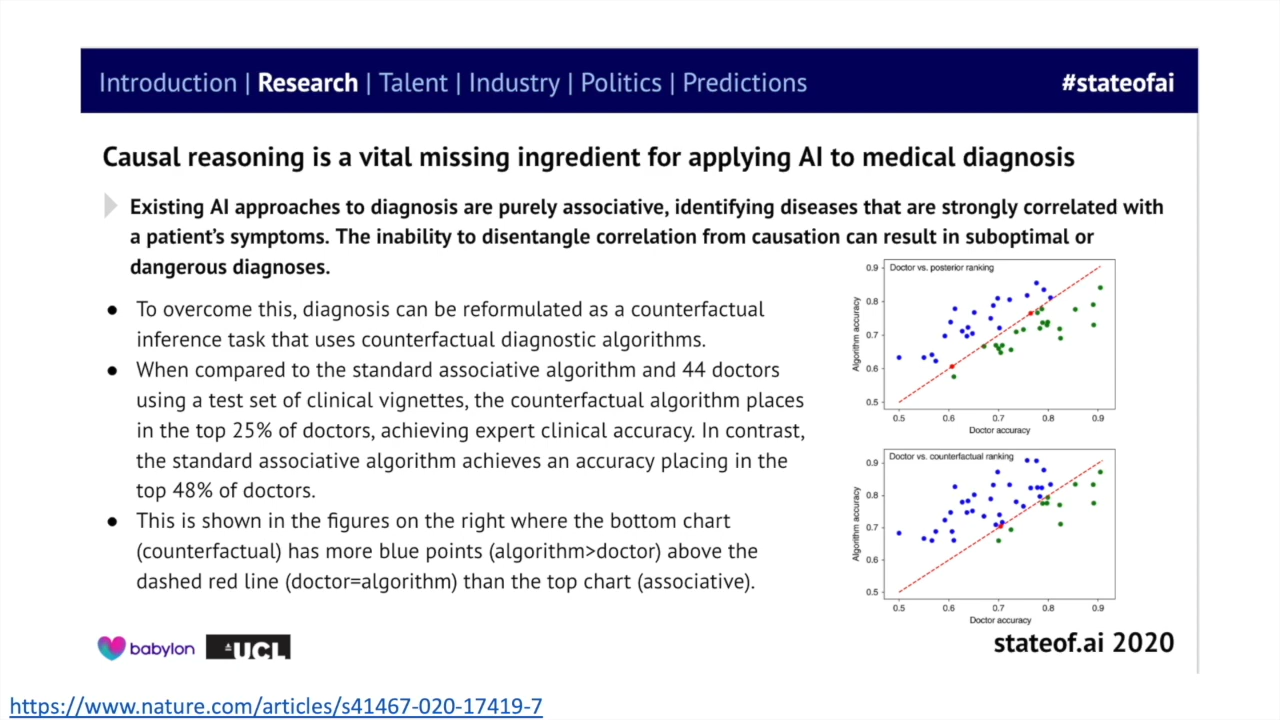 Introduction | Research | Talent | Industry | Politics | Predictions
#stateofai
Causal reasoning is a vital missing ingredient for applying AI to medical diagnosis
Existing AI approaches to diagnosis are purely associative, identifying diseases that are strongly correlated with
a patient's symptoms. The inability to disentangle correlation from causation can result in suboptimal or
dangerous diagnoses.
● To overcome this, diagnosis can be reformulated as a counterfactual
inference task that uses counterfactual diagnostic algorithms.
● When compared to the standard associative algorithm and 44 doctors
using a test set of clinical vignettes, the counterfactual algorithm places
in the top 25% of doctors, achieving expert clinical accuracy. In contrast,
the standard associative algorithm achieves an accuracy placing in the
top 48% of doctors.
● This is shown in the figures on the right where the bottom chart
(counterfactual) has more blue points (algorithm>doctor) above the
dashed red line (doctor=algorithm) than the top chart (associative).
Doctor vs. posterior ranking
Algorithm accuracy
0.9
0.8
0.7
0.6
0.5
0.5 0.6 0.7 0.8 0.9
Doctor accuracy
Doctor vs. counterfactual ranking
Algorithm accuracy
0.9
0.8
0.7
0.6
0.5
0.5 0.6 0.7 0.8 0.9
Doctor accuracy
babylon
UCL
stateof.ai 2020
https://www.nature.com/articles/s41467-020-17419-7